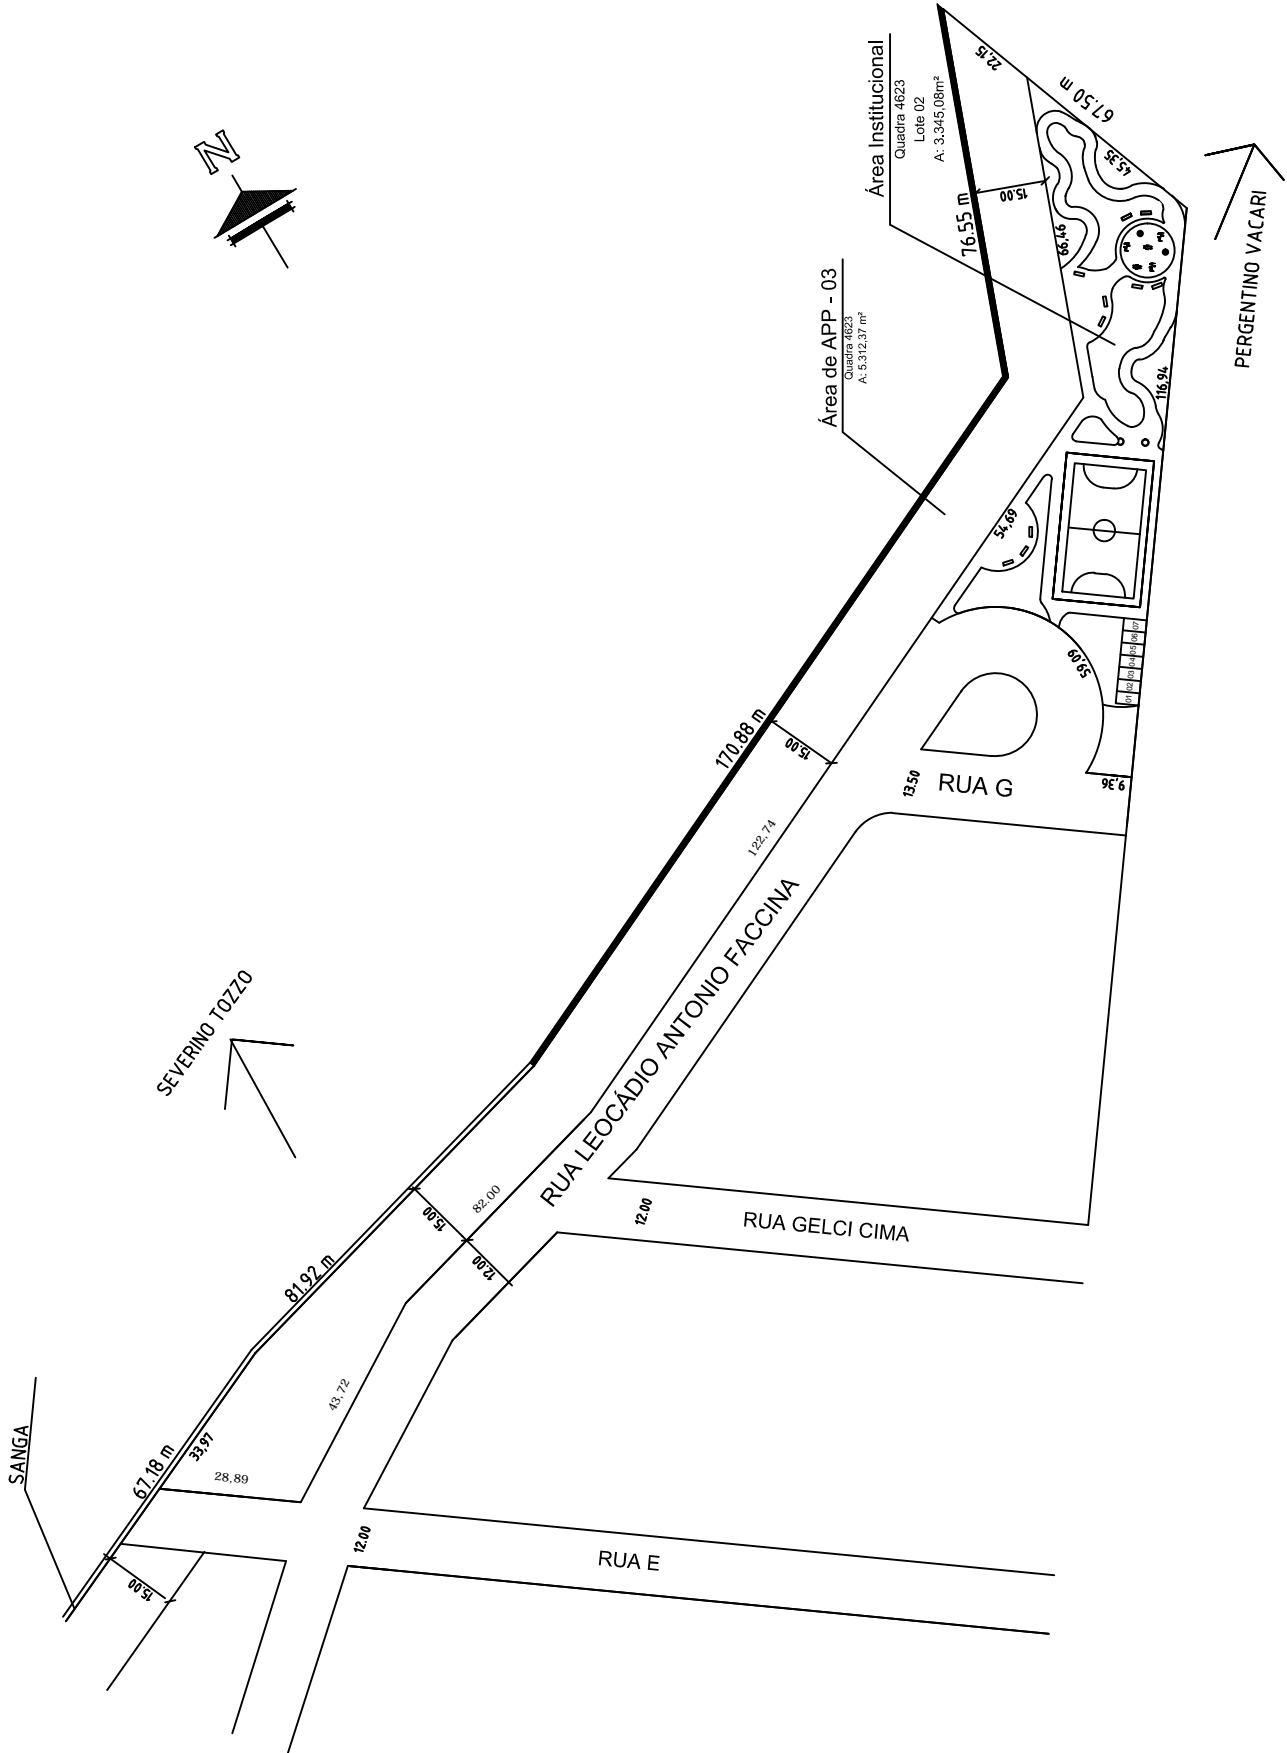 N
Área Institucional
Quadra 4623
Lote 02
A: 3.345,08m²
22,15
67.50 m
45,35
76.55 m
15.00
66,46
PERGENTINO VACARI
Área de APP - 03
Quadra 4623
A: 5.312,37 m²
116,94
54,69
170.88 m
15.00
59,09
01 02 03 04 05 06 07
13.50
RUA G
9,36
122,74
RUA LEOCÁDIO ANTONIO FACCINA
SEVERINO TOZZO
82.00
15.00
12.00
12.00
RUA GELCI CIMA
81.92 m
43,72
SANGA
67.18 m
33,97
28,89
12.00
RUA E
15.00